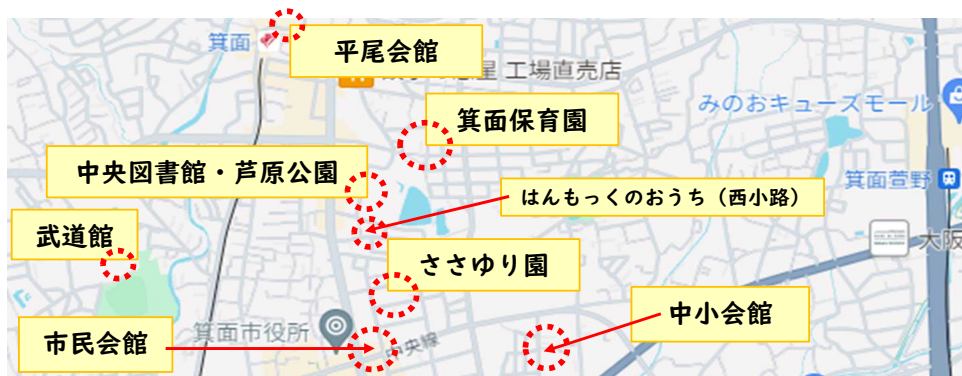 箕面
平尾会館
工場直売店
みのおキューズモール
箕面保育園
中央図書館・芦原公園
箕面萱野
はんもっくのおうち（西小路）
武道館
大阪
ささゆり園
中小会館
箕面市役所
市民会館
中央線